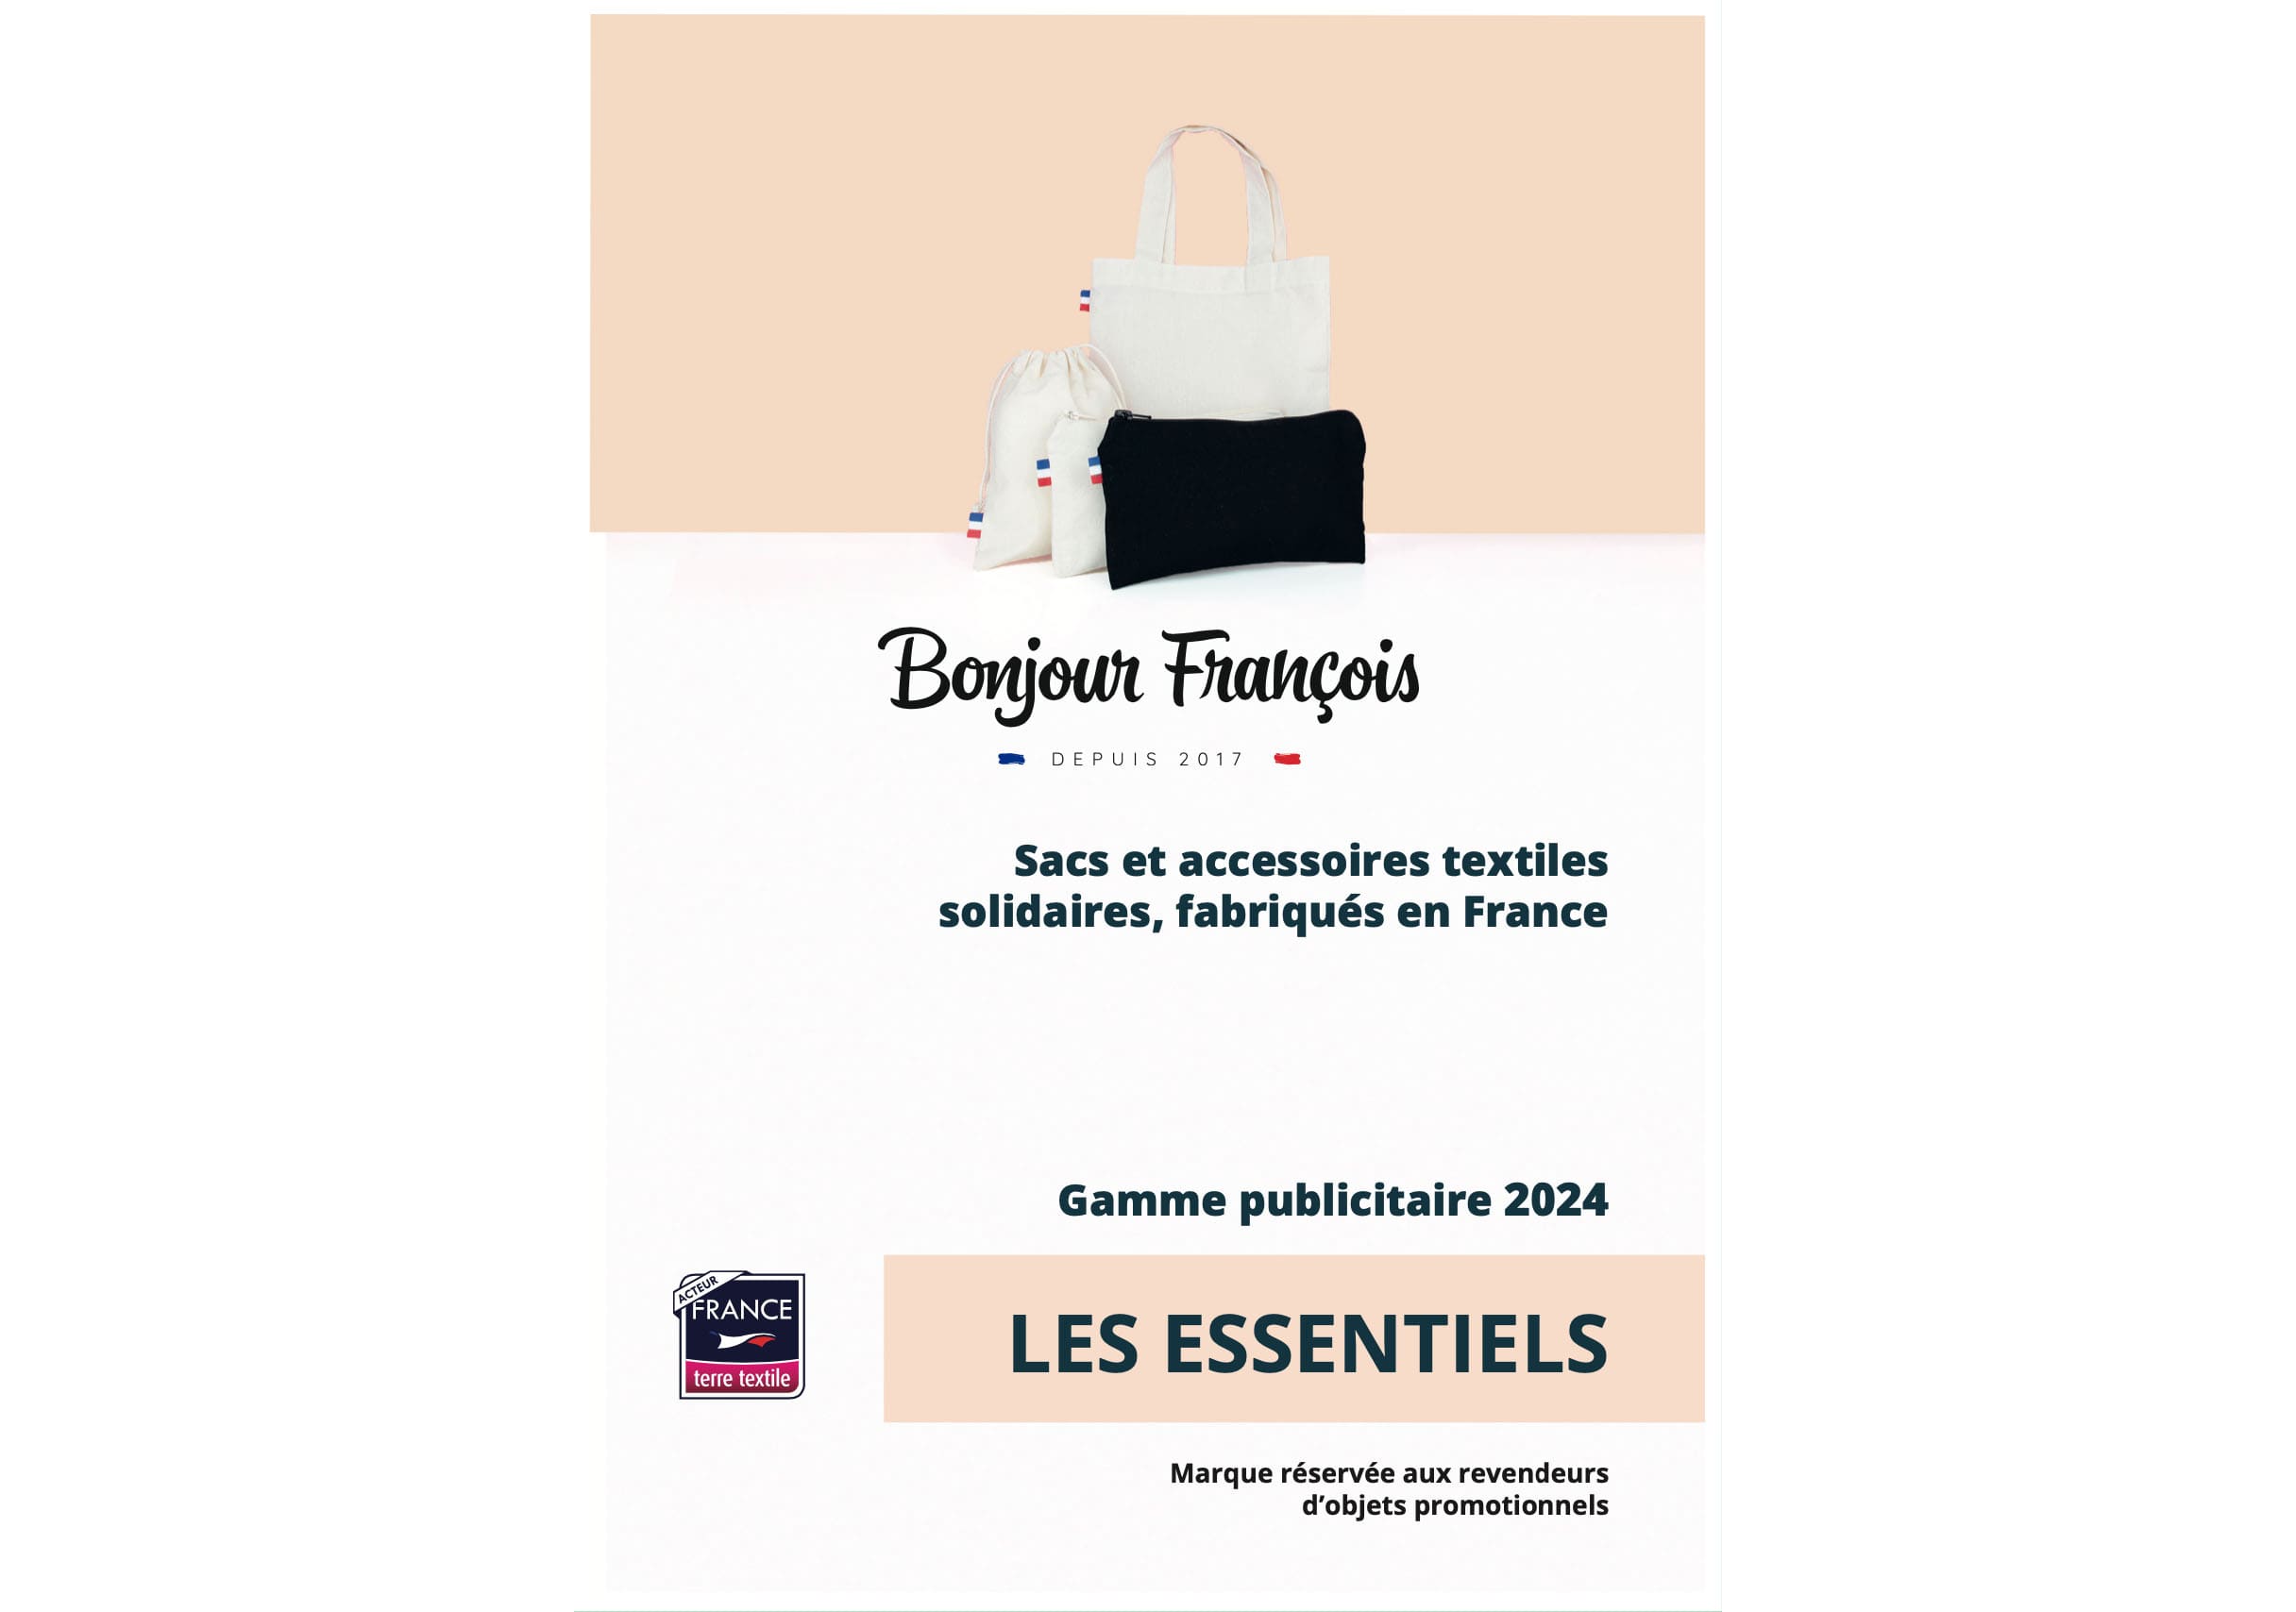 Bonjour François
DEPUIS 2017
Sacs et accessoires textiles
solidaires, fabriqués en France
Gamme publicitaire 2024
ACTEUR
FRANCE
terre textile
LES ESSENTIELS
Marque réservée aux revendeurs
d’objets promotionnels